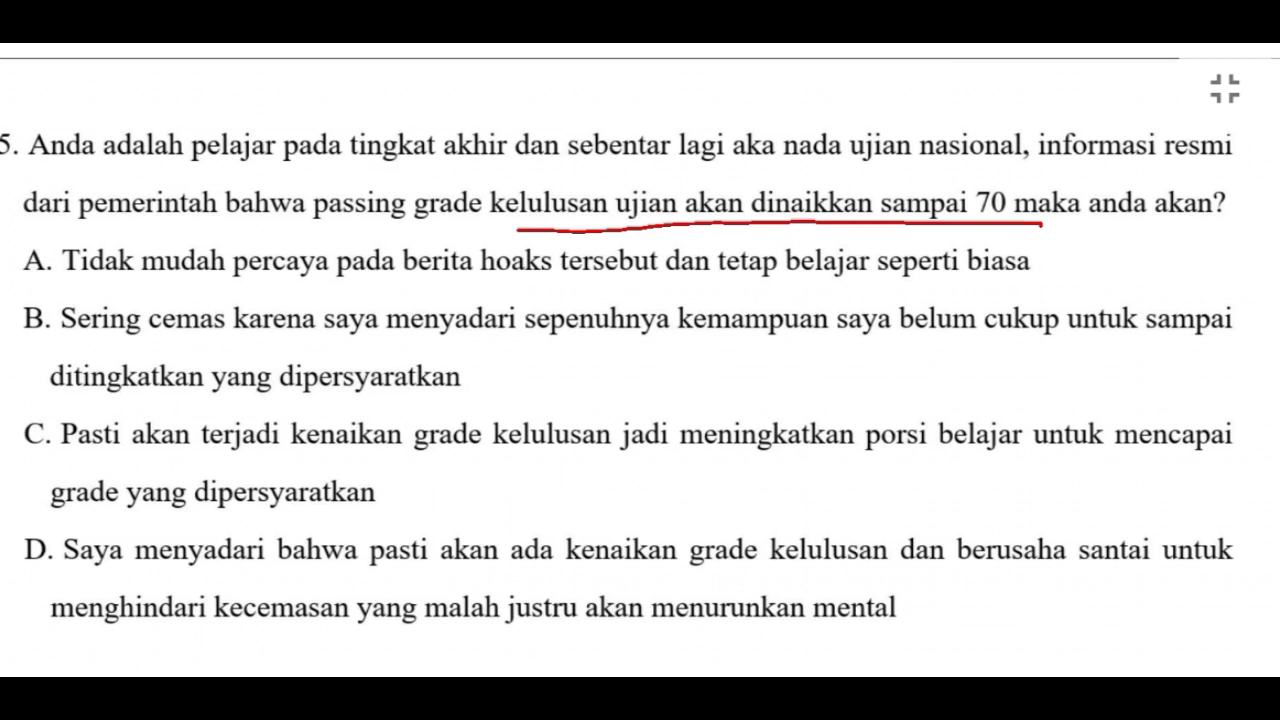 5. Anda adalah pelajar pada tingkat akhir dan sebentar lagi aka nada ujian nasional, informasi resmi
dari pemerintah bahwa passing grade kelulusan ujian akan dinaikkan sampai 70 maka anda akan?
A. Tidak mudah percaya pada berita hoaks tersebut dan tetap belajar seperti biasa
B. Sering cemas karena saya menyadari sepenuhnya kemampuan saya belum cukup untuk sampai
ditingkatkan yang dipersyaratkan
C. Pasti akan terjadi kenaikan grade kelulusan jadi meningkatkan porsi belajar untuk mencapai
grade yang dipersyaratkan
D. Saya menyadari bahwa pasti akan ada kenaikan grade kelulusan dan berusaha santai untuk
menghindari kecemasan yang malah justru akan menurunkan mental